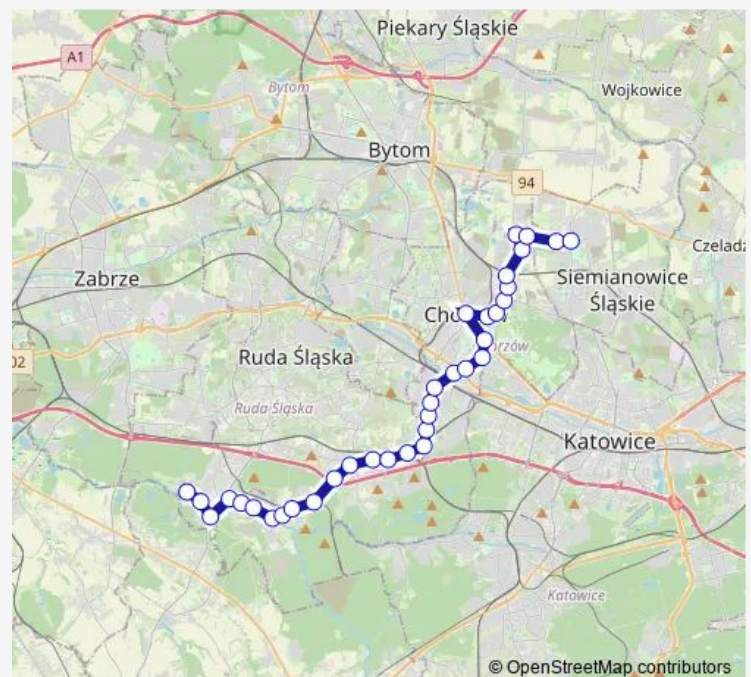 Piekary Śląskie
A1
Wojkowice
Bytom
Bytom
94
Czeladź
Zabrze
Siemianowice
Śląskie
Ruda Śląska
02
Ruda Śląska
Katowice
Katowice
© OpenStreetMap contributors